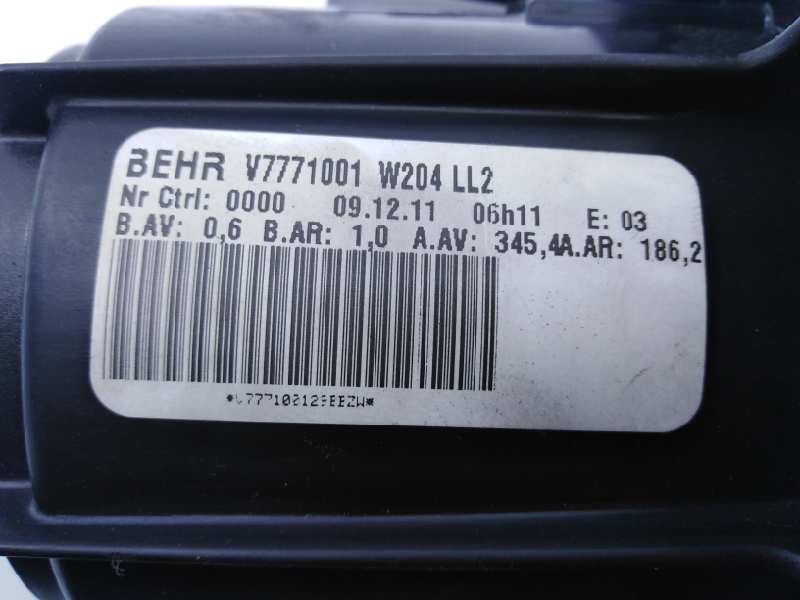 BEHR V7771001 W204 LL2
Nr Ctrl: 0000 09.12.11 06h11 E: 03
B.AV: 0,6 B.AR: 1,0 A.AV: 345,4A.AR: 186,2